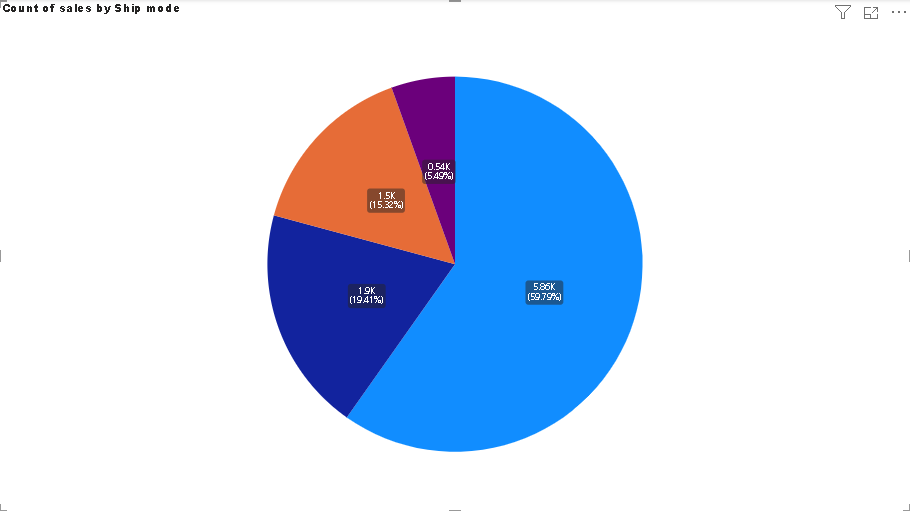 Count of sales by Ship mode
0.54K
(5.49%)
1.5K
(15.32%)
1.9K
(19.41%)
5.86K
(59.79%)